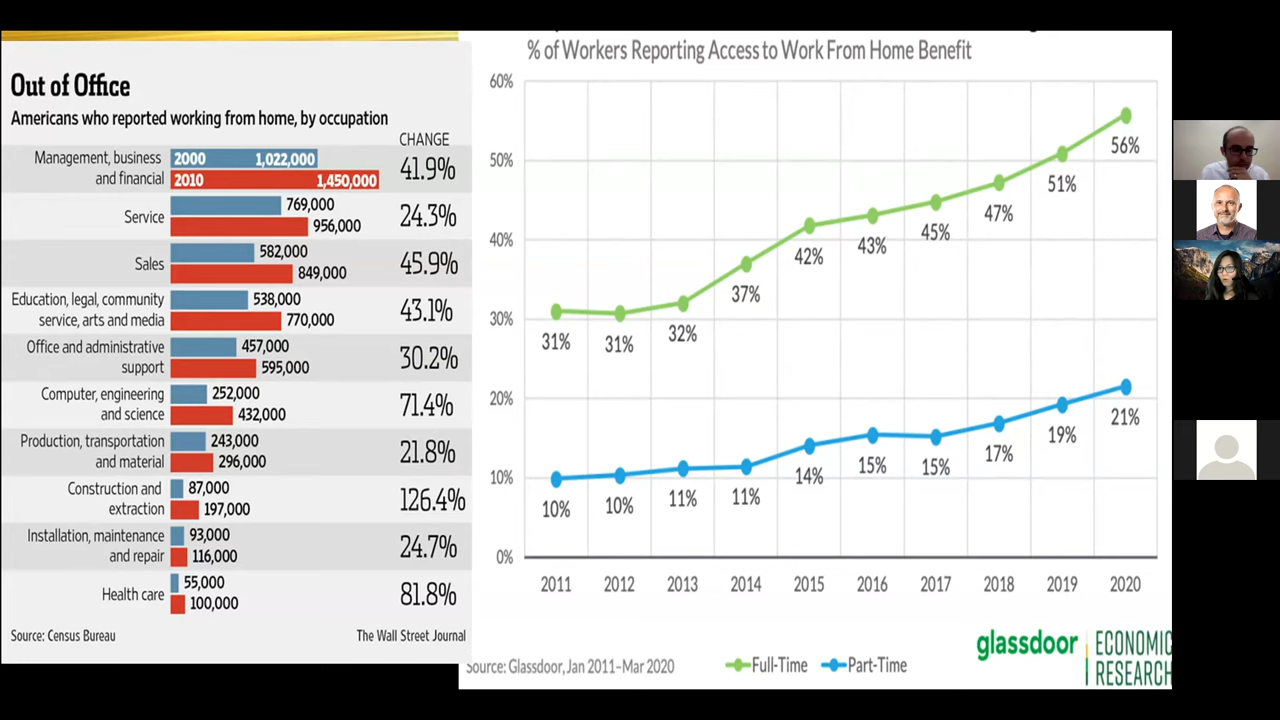 Out of Office
Americans who reported working from home, by occupation
CHANGE
Management, business
and financial
2000 1,022,000
2010 1,450,000
41.9%
Service
769,000
956,000
24.3%
Sales
582,000
849,000
45.9%
Education, legal, community
service, arts and media
538,000
770,000
43.1%
Office and administrative
support
457,000
595,000
30.2%
Computer, engineering
and science
252,000
432,000
71.4%
Production, transportation
and material
243,000
296,000
21.8%
Construction and
extraction
87,000
197,000
126.4%
Installation, maintenance
and repair
93,000
116,000
24.7%
Health care
55,000
100,000
81.8%
Source: Census Bureau
The Wall Street Journal
% of Workers Reporting Access to Work From Home Benefit
60%
50%
40%
30%
20%
10%
0%
31%
31%
32%
37%
42%
43%
45%
47%
51%
56%
10%
10%
11%
11%
14%
15%
15%
17%
19%
21%
2011 2012 2013 2014 2015 2016 2017 2018 2019 2020
Source: Glassdoor, Jan 2011–Mar 2020
Full-Time
Part-Time
glassdoor
ECONOMIC
RESEARCH